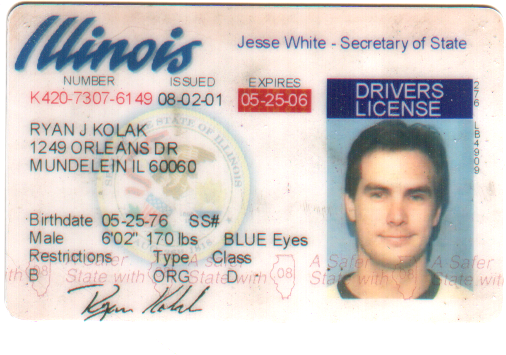 Illinois
Jesse White - Secretary of State
NUMBER ISSUED EXPIRES
K420-7307-6149 08-02-01 05-25-06
DRIVERS
LICENSE
RYAN J KOLAK
1249 ORLEANS DR
MUNDELEIN IL 60060
STATE OF ILLINOIS
276 LB4909
Birthdate 05-25-76 SS#
Male 6'02" 170 lbs BLUE Eyes
Restrictions Type Class
B ORG D
A Safer
State with
08
A Safer
State with
08
A Safer
State with
Ryan Kolak